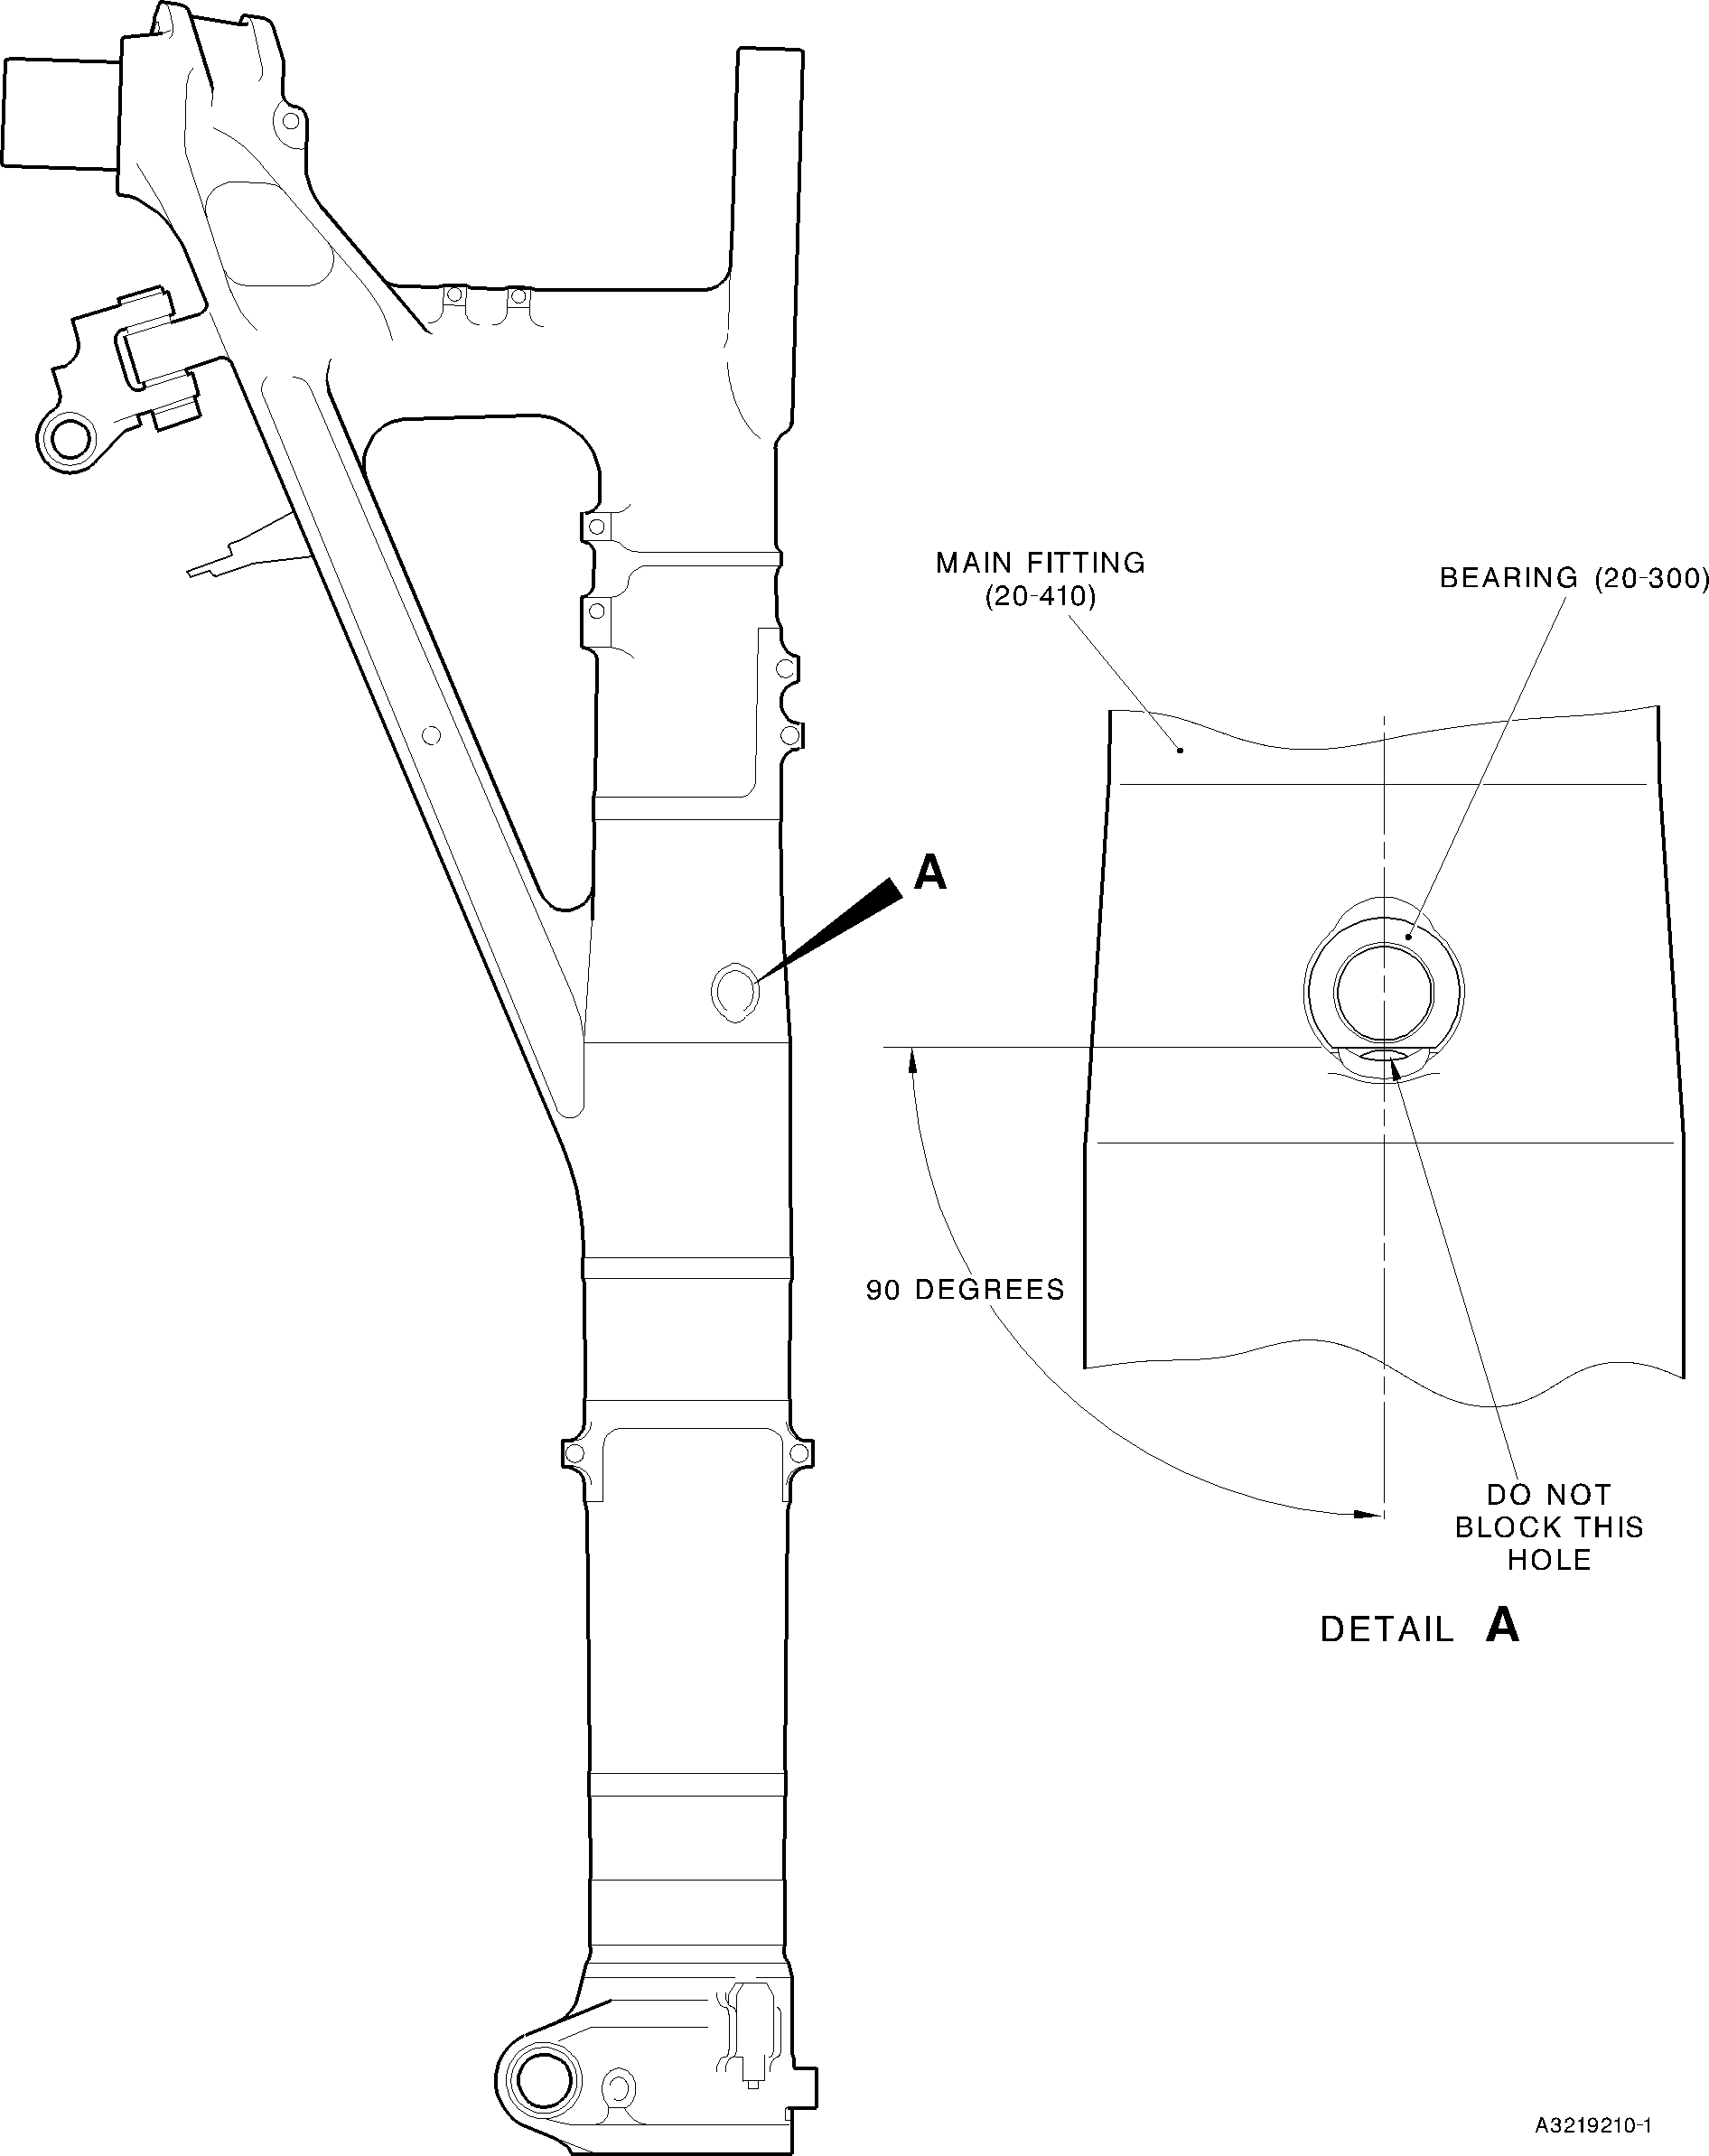 MAIN FITTING
(20-410)
BEARING (20-300)
A
90 DEGREES
DO NOT
BLOCK THIS
HOLE
DETAIL A
A3219210-1